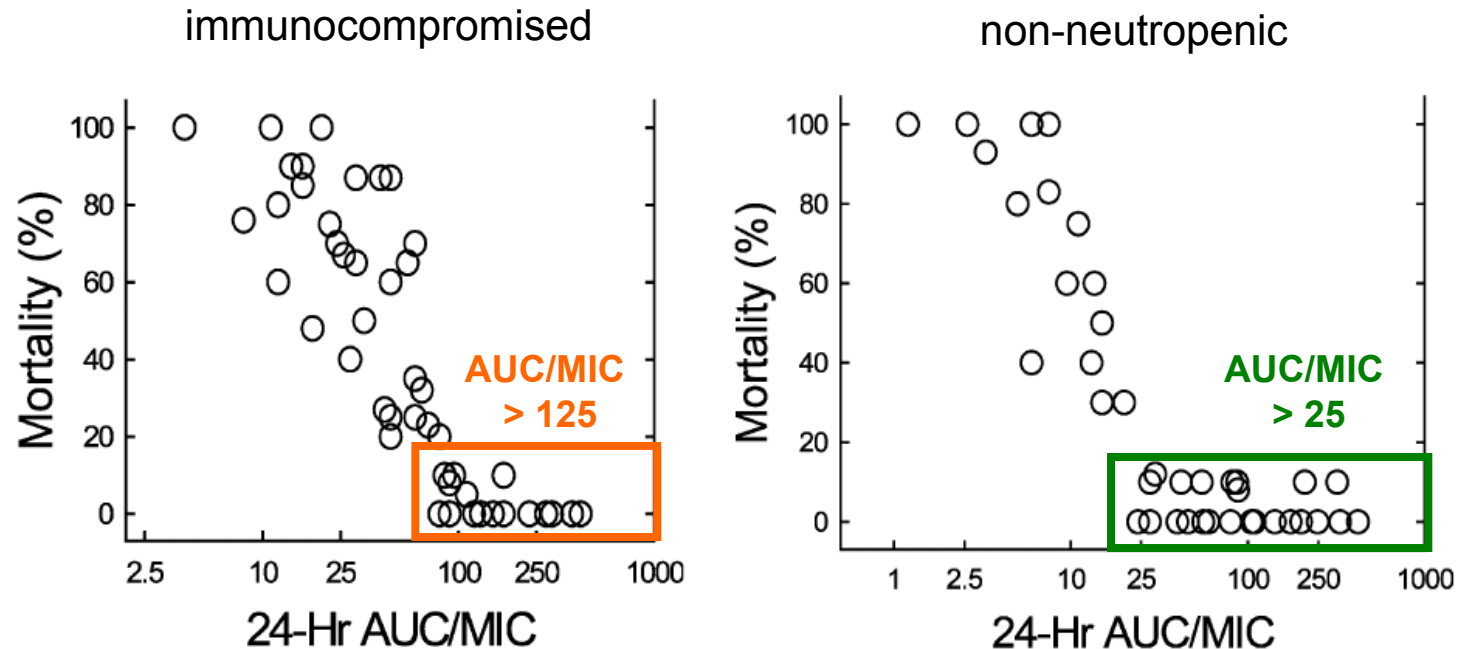 immunocompromised
100
80
60
40
20
0
Mortality (%)
AUC/MIC
> 125
2.5 10 25 100 250 1000
24-Hr AUC/MIC
non-neutropenic
100
80
60
40
20
0
Mortality (%)
AUC/MIC
> 25
1 2.5 10 25 100 250 1000
24-Hr AUC/MIC